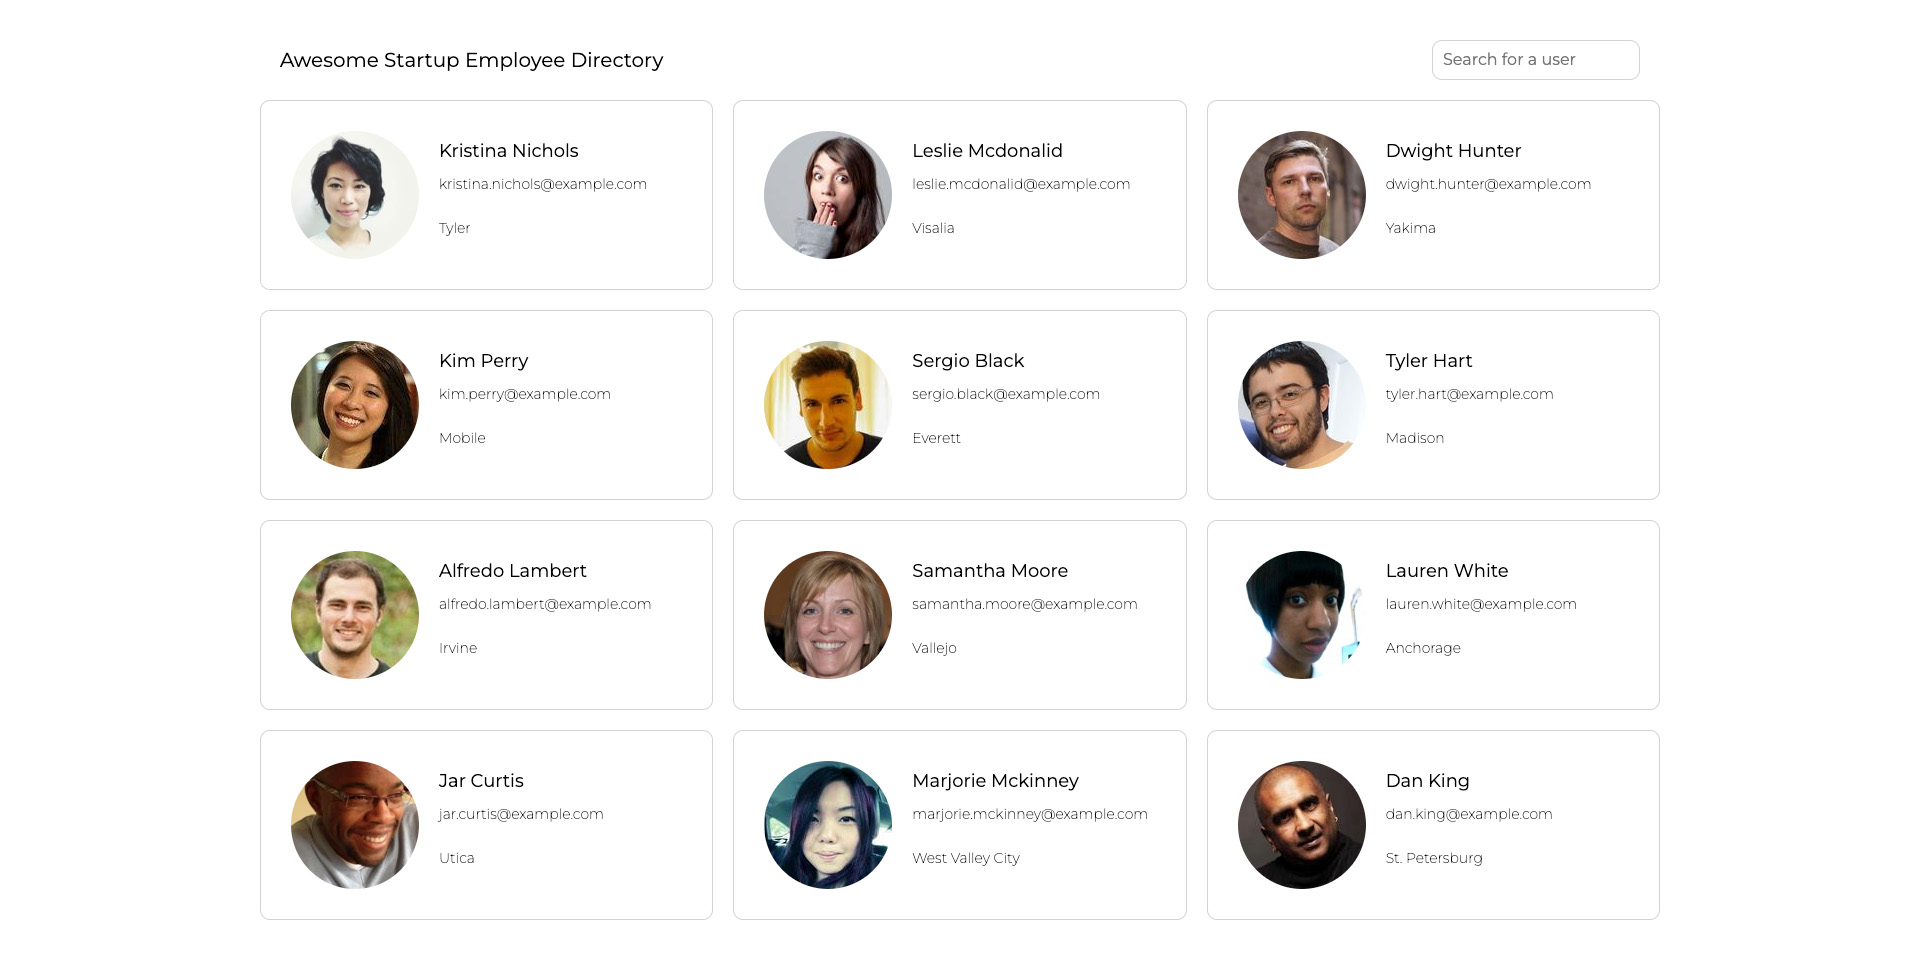 Awesome Startup Employee Directory
Search for a user
Kristina Nichols
kristina.nichols@example.com
Tyler
Leslie Mcdonalid
leslie.mcdonalid@example.com
Visalia
Dwight Hunter
dwight.hunter@example.com
Yakima
Kim Perry
kim.perry@example.com
Mobile
Sergio Black
sergio.black@example.com
Everett
Tyler Hart
tyler.hart@example.com
Madison
Alfredo Lambert
alfredo.lambert@example.com
Irvine
Samantha Moore
samantha.moore@example.com
Vallejo
Lauren White
lauren.white@example.com
Anchorage
Jar Curtis
jar.curtis@example.com
Utica
Marjorie Mckinney
marjorie.mckinney@example.com
West Valley City
Dan King
dan.king@example.com
St. Petersburg